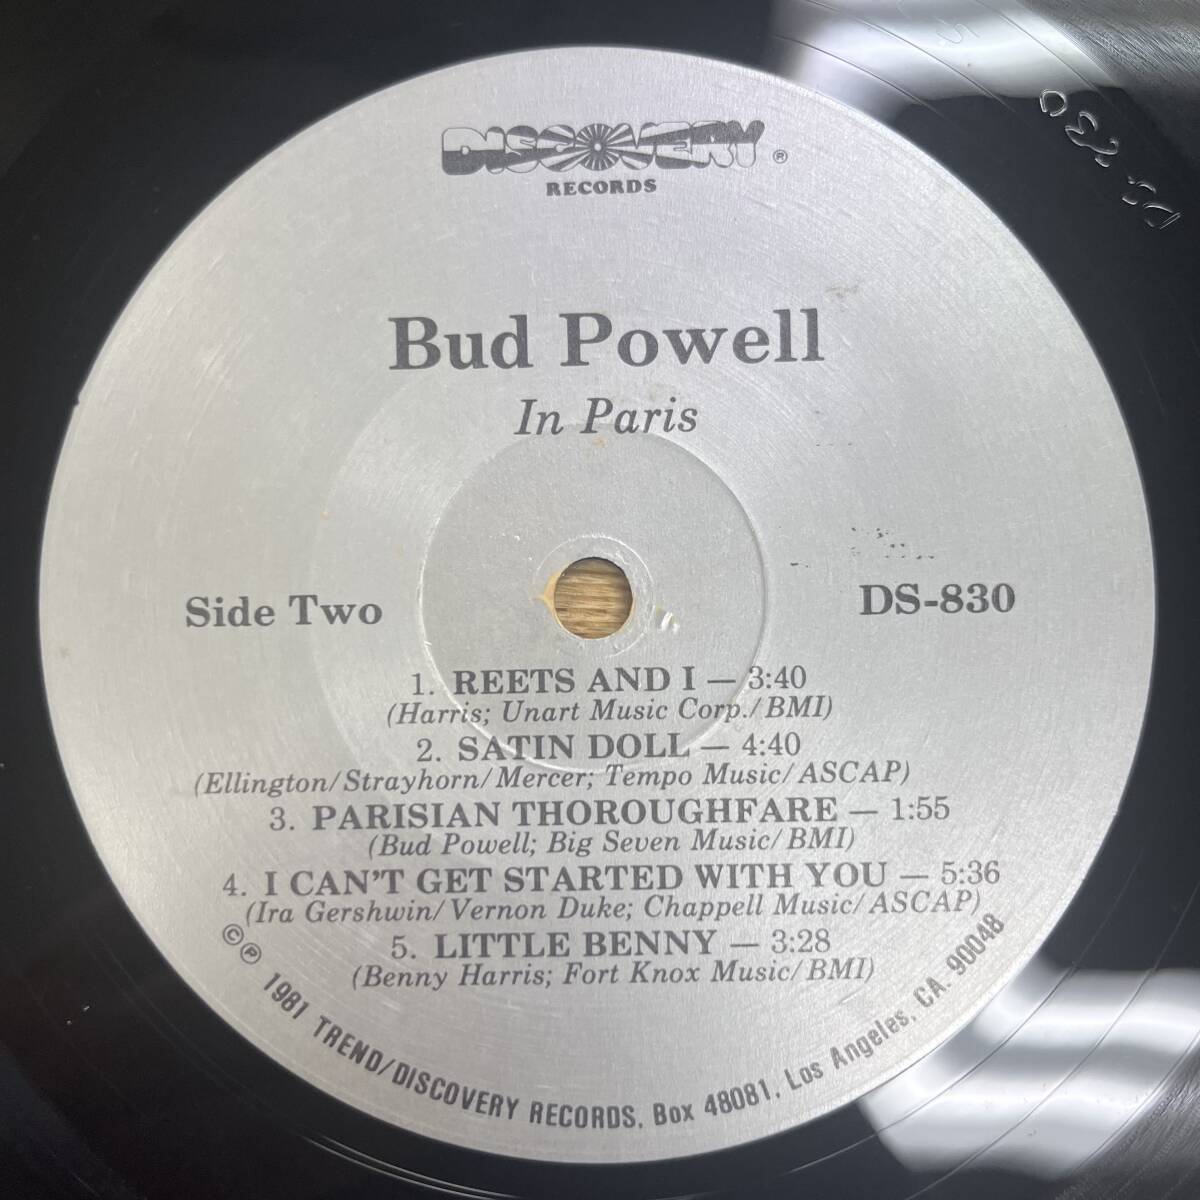 DISCOVERY ®
RECORDS
Bud Powell
In Paris
Side Two
DS-830
1. REETS AND I — 3:40
(Harris; Unart Music Corp./BMI)
2. SATIN DOLL — 4:40
(Ellington/Strayhorn/Mercer; Tempo Music/ASCAP)
3. PARISIAN THOROUGHFARE — 1:55
(Bud Powell; Big Seven Music/BMI)
4. I CAN'T GET STARTED WITH YOU — 5:36
(Ira Gershwin/Vernon Duke; Chappell Music/ASCAP)
5. LITTLE BENNY — 3:28
(Benny Harris; Fort Knox Music/BMI)
©℗ 1981 TREND/DISCOVERY RECORDS, Box 48081, Los Angeles, CA. 90048
DS-830